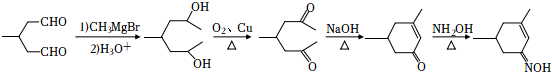 CHO
CHO
1)CH₃MgBr
2)H₃O⁺
OH
OH
O₂、Cu
△
O
O
NaOH
△
O
NH₂OH
△
NOH